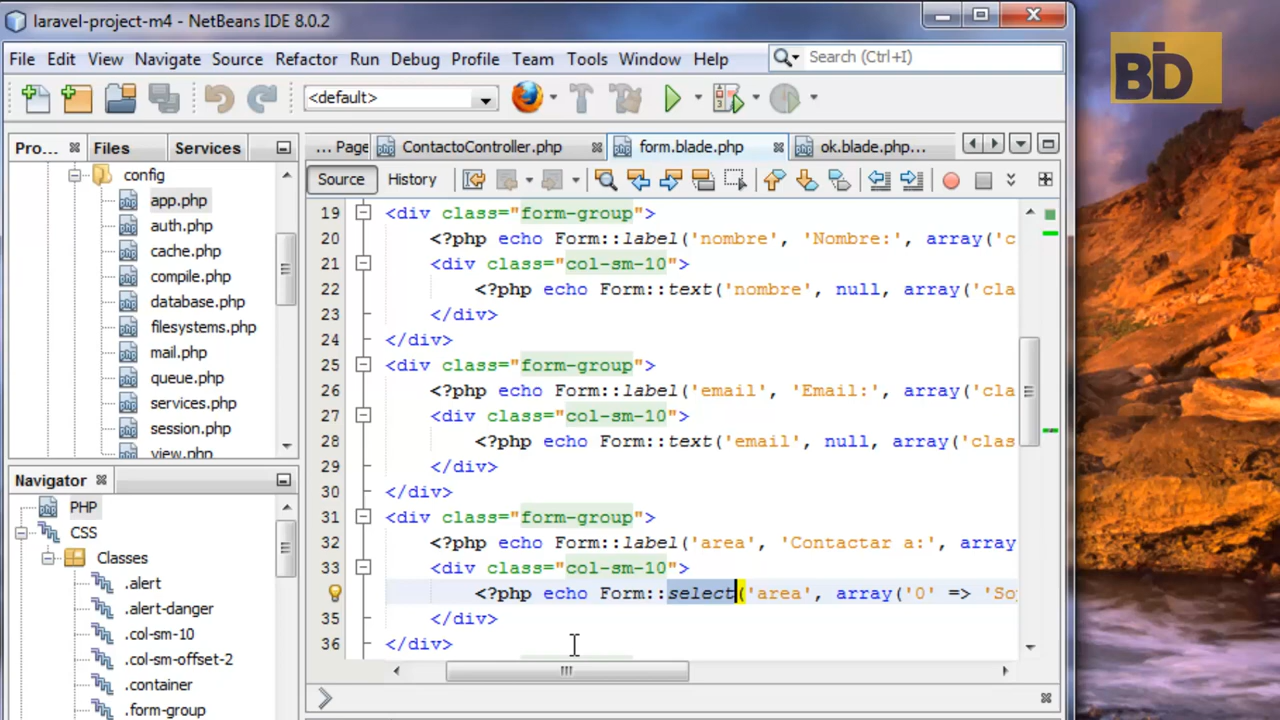 laravel-project-m4 - NetBeans IDE 8.0.2
BID
File Edit View Navigate Source Refactor Run Debug Profile Team Tools Window Help
Search (Ctrl+I)
<default>
Pro... Files Services
... Page ContactoController.php form.blade.php ok.blade.php...
Source History
config
app.php
auth.php
cache.php
compile.php
database.php
filesystems.php
mail.php
queue.php
services.php
session.php
view.php
19 <div class="form-group">
20 <?php echo Form::label('nombre', 'Nombre:', array('c
21 <div class="col-sm-10">
22 <?php echo Form::text('nombre', null, array('cla
23 </div>
24 </div>
25 <div class="form-group">
26 <?php echo Form::label('email', 'Email:', array('cla
27 <div class="col-sm-10">
28 <?php echo Form::text('email', null, array('clas
29 </div>
30 </div>
31 <div class="form-group">
32 <?php echo Form::label('area', 'Contactar a:', array
33 <div class="col-sm-10">
<?php echo Form::select('area', array('0' => 'So
35 </div>
36 </div>
Navigator
PHP
CSS
Classes
.alert
.alert-danger
.col-sm-10
.col-sm-offset-2
.container
.form-group